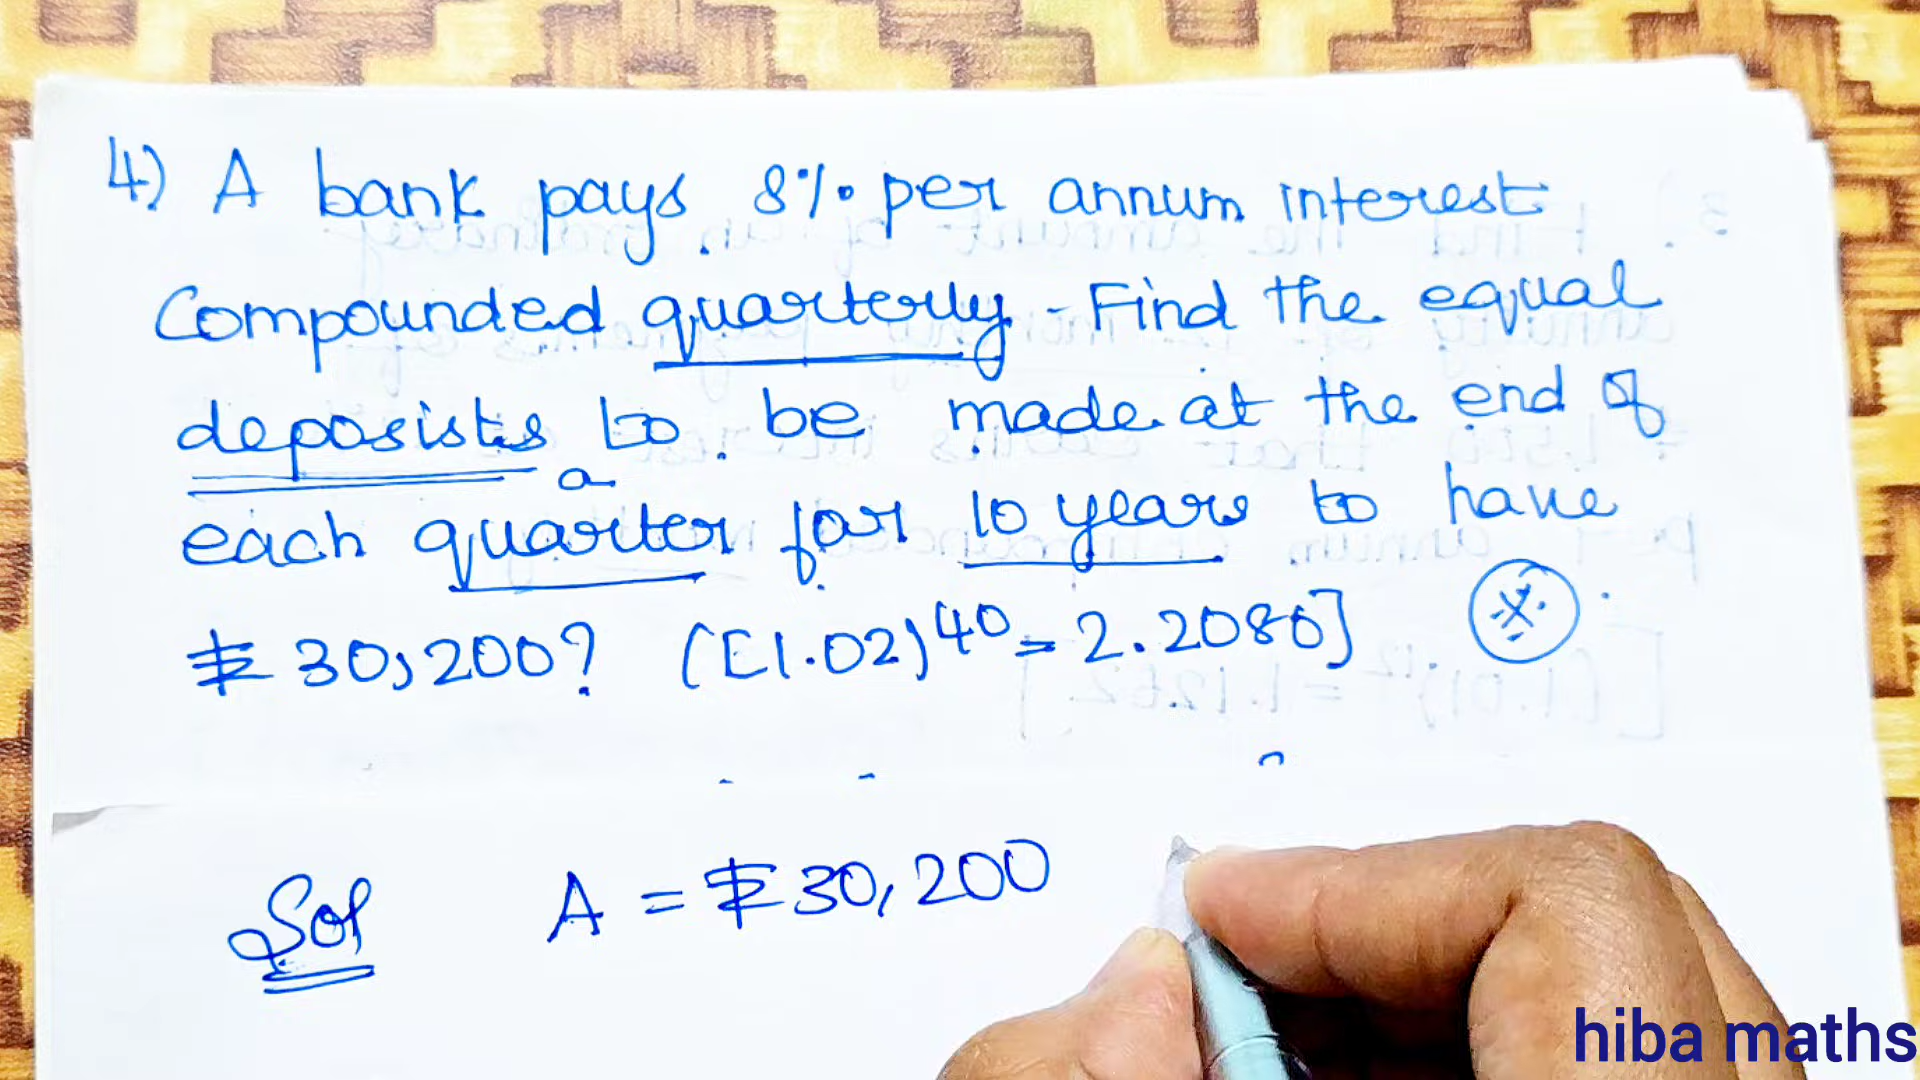 4) A bank pays 8% per annum interest
Compounded quarterly. Find the equal
deposists to be made at the end of
a
each quarter for 10 years to have
₹ 30,200? ([1.02)^40 = 2.2080]
Sol A = ₹30,200
hiba maths